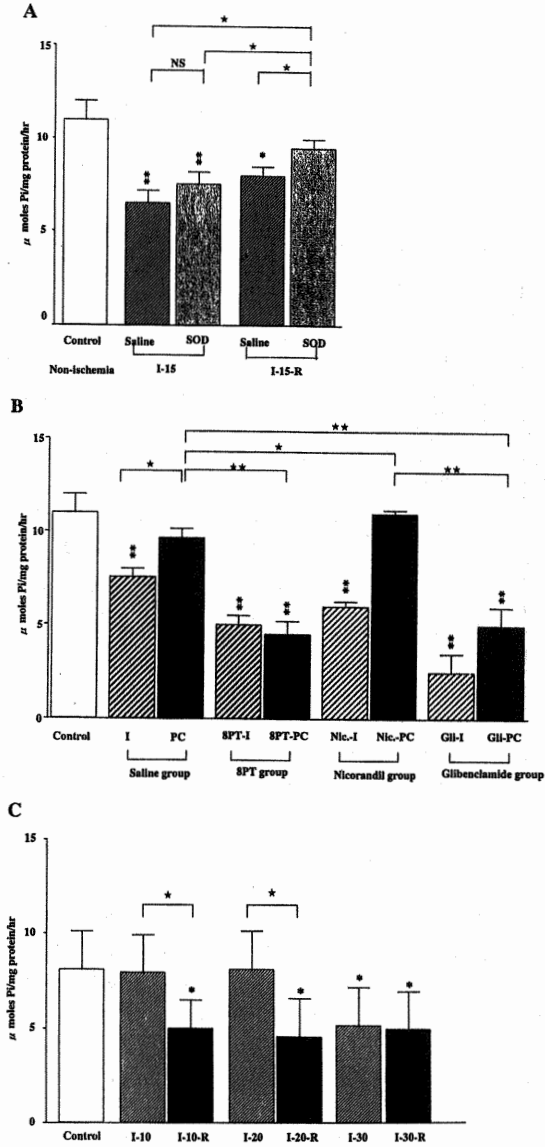 A
★
★
NS
★
15
10
5
0
μ moles Pi/mg protein/hr
**
**
*
Control Saline SOD Saline SOD
Non-ischemia I-15 I-15-R
B
★★
★
★ ★★ ★★
15
10
5
0
μ moles Pi/mg protein/hr
**
**
**
**
**
**
Control I PC 8PT-I 8PT-PC Nic.-I Nic.-PC Gli-I Gli-PC
Saline group 8PT group Nicorandil group Glibenclamide group
C
15
10
5
0
μ moles Pi/mg protein/hr
★ ★
* * * *
Control I-10 I-10-R I-20 I-20-R I-30 I-30-R